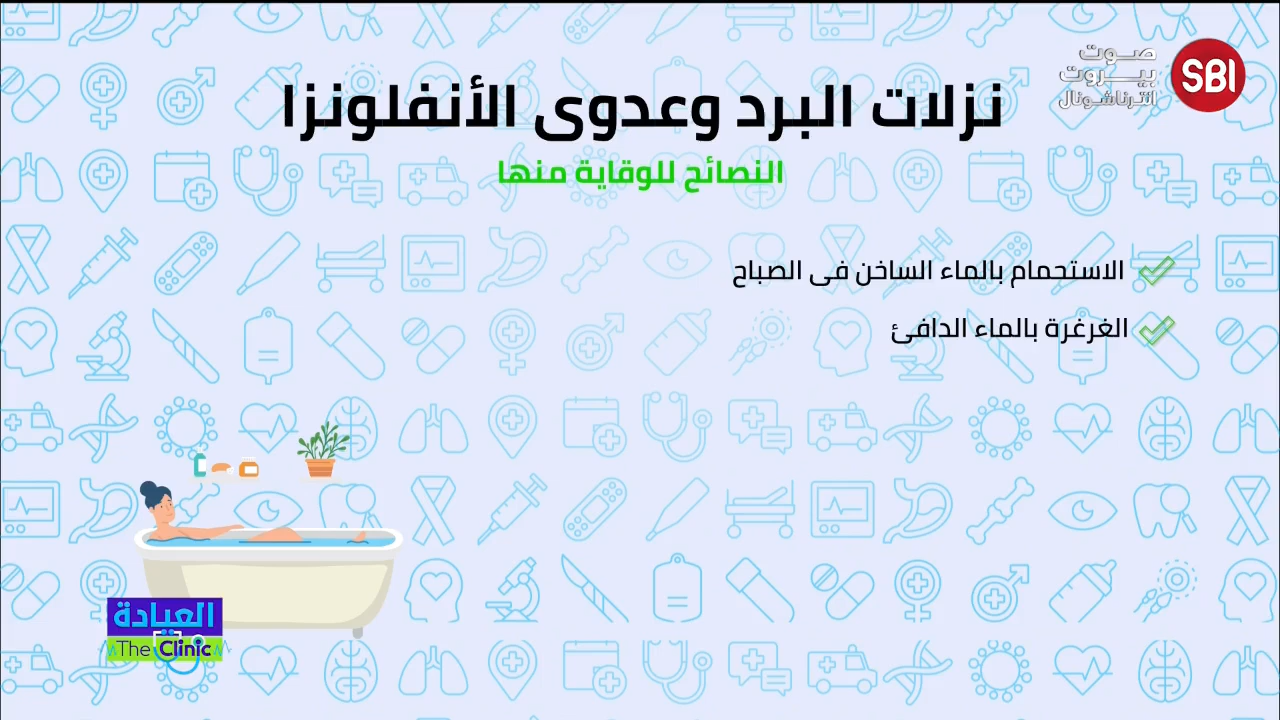 صوت
بيروت
انترناشونال
SBI
نزلات البرد وعدوى الأنفلونزا
النصائح للوقاية منها
الاستحمام بالماء الساخن فى الصباح
الغرغرة بالماء الدافئ
العيادة
The Clinic